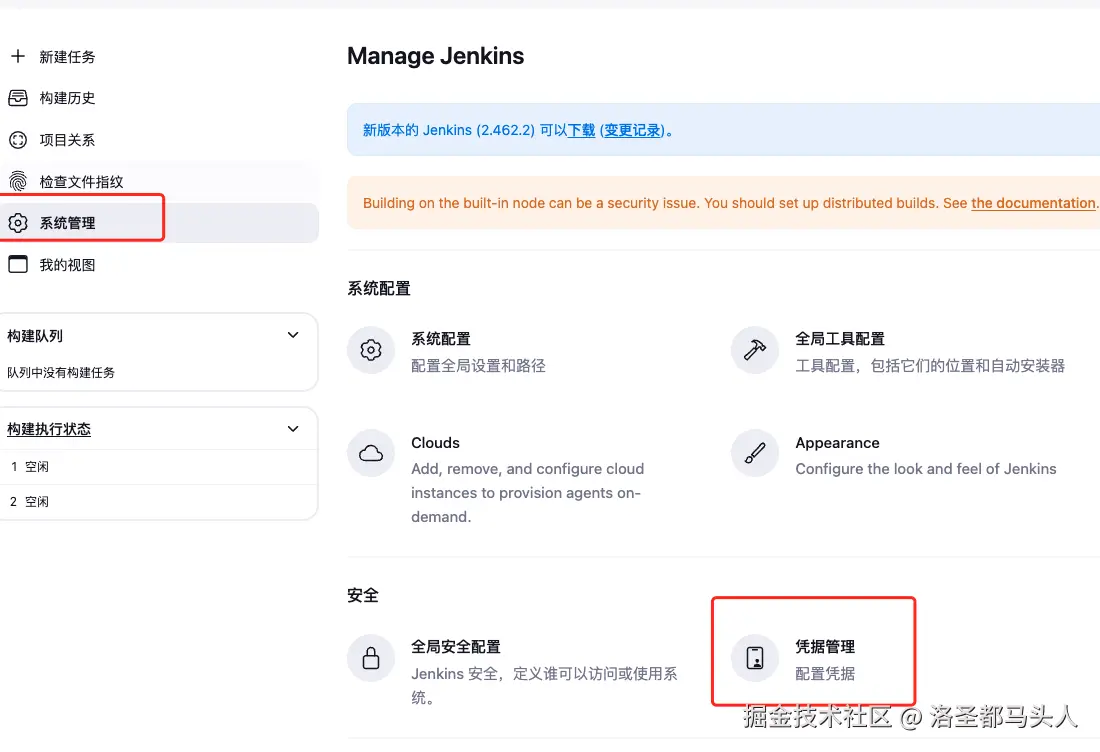 新建任务
构建历史
项目关系
检查文件指纹
系统管理
我的视图
构建队列
队列中没有构建任务
构建执行状态
1 空闲
2 空闲
Manage Jenkins
新版本的 Jenkins (2.462.2) 可以下载 (变更记录)。
Building on the built-in node can be a security issue. You should set up distributed builds. See the documentation.
系统配置
系统配置
配置全局设置和路径
全局工具配置
工具配置，包括它们的位置和自动安装器
Clouds
Add, remove, and configure cloud
instances to provision agents on-
demand.
Appearance
Configure the look and feel of Jenkins
安全
全局安全配置
Jenkins 安全，定义谁可以访问或使用系
统。
凭据管理
配置凭据
掘金技术社区 @ 洛圣都马头人